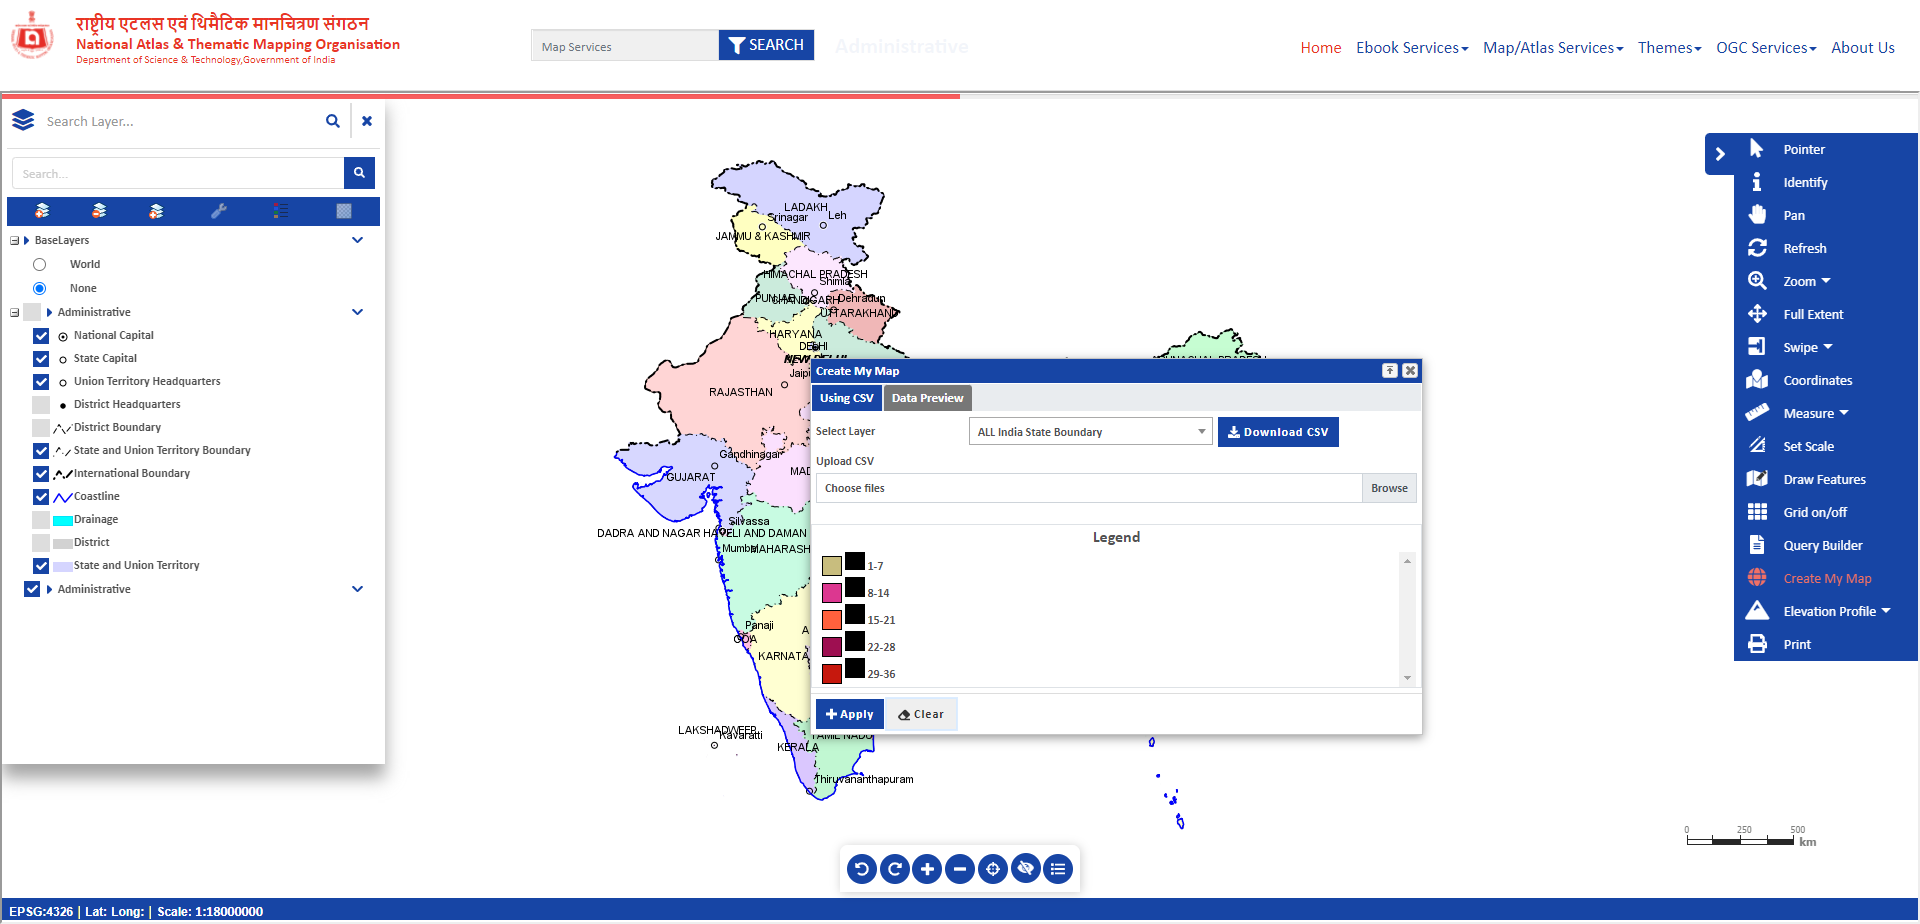 राष्ट्रीय एटलस एवं थिमैटिक मानचित्रण संगठन
National Atlas & Thematic Mapping Organisation
Department of Science & Technology,Government of India
Map Services
SEARCH
Administrative
Home
Ebook Services
Map/Atlas Services
Themes
OGC Services
About Us
Search Layer...
Search...
BaseLayers
World
None
Administrative
National Capital
State Capital
Union Territory Headquarters
District Headquarters
District Boundary
State and Union Territory Boundary
International Boundary
Coastline
Drainage
District
State and Union Territory
Administrative
LADAKH
Srinagar
Leh
JAMMU & KASHMIR
HIMACHAL PRADESH
Shimla
PUNJAB
CHANDIGARH
Dehradun
UTTARAKHAND
HARYANA
DELHI
NEW DELHI
Jaipu
RAJASTHAN
Gandhinagar
GUJARAT
MAD
Silvassa
DADRA AND NAGAR HAVELI AND DAMAN
Mumbai
MAHARASH
Panaji
GOA
A
KARNATA
LAKSHADWEEP
Kavaratti
KERALA
TAMIL NADU
Thiruvananthapuram
Create My Map
Using CSV
Data Preview
Select Layer
ALL India State Boundary
Download CSV
Upload CSV
Choose files
Browse
Legend
1-7
8-14
15-21
22-28
29-36
Apply
Clear
Pointer
Identify
Pan
Refresh
Zoom
Full Extent
Swipe
Coordinates
Measure
Set Scale
Draw Features
Grid on/off
Query Builder
Create My Map
Elevation Profile
Print
0 250 500
km
EPSG:4326 | Lat: Long: | Scale: 1:18000000